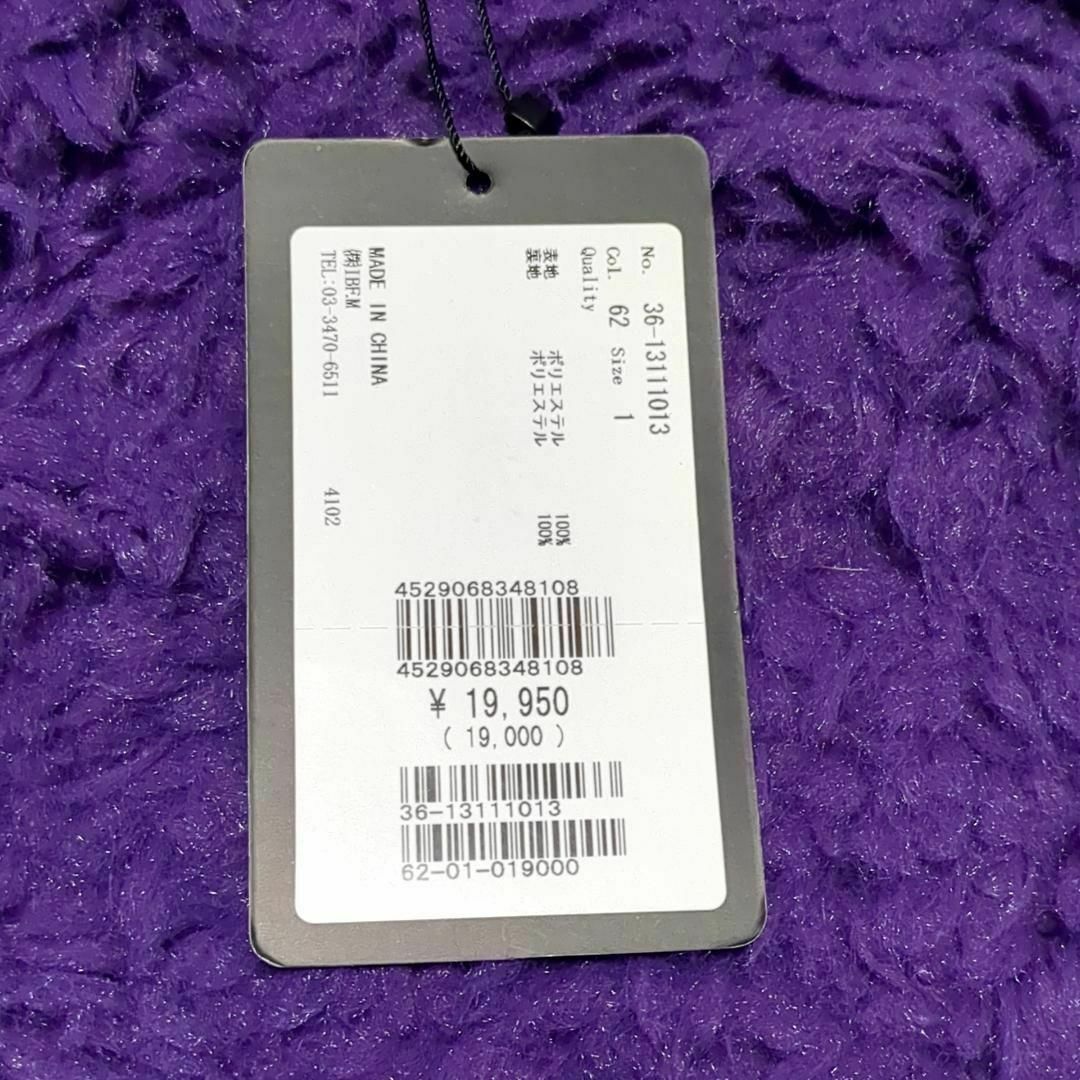 No. 36-13111013
Col. 62 Size 1
Quality
表地 ポリエステル 100%
裏地 ポリエステル 100%
MADE IN CHINA
㈱IBF.M
TEL:03-3470-6511 4102
4529068348108
4529068348108
¥ 19,950
( 19,000 )
36-13111013
62-01-019000